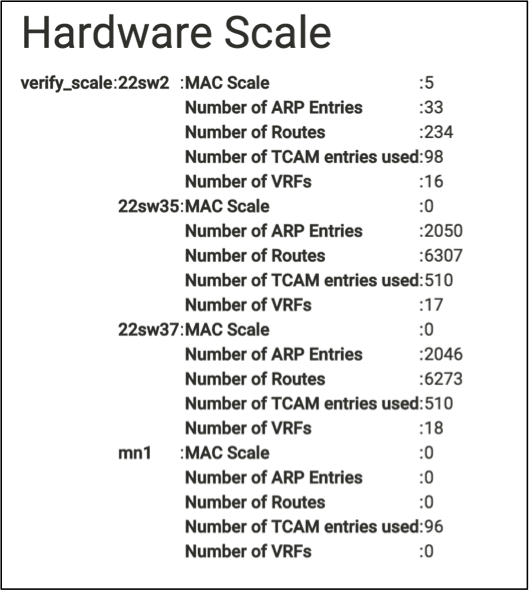 Hardware Scale
verify_scale:22sw2 :MAC Scale :5
Number of ARP Entries :33
Number of Routes :234
Number of TCAM entries used:98
Number of VRFs :16
22sw35:MAC Scale :0
Number of ARP Entries :2050
Number of Routes :6307
Number of TCAM entries used:510
Number of VRFs :17
22sw37:MAC Scale :0
Number of ARP Entries :2046
Number of Routes :6273
Number of TCAM entries used:510
Number of VRFs :18
mn1 :MAC Scale :0
Number of ARP Entries :0
Number of Routes :0
Number of TCAM entries used:96
Number of VRFs :0